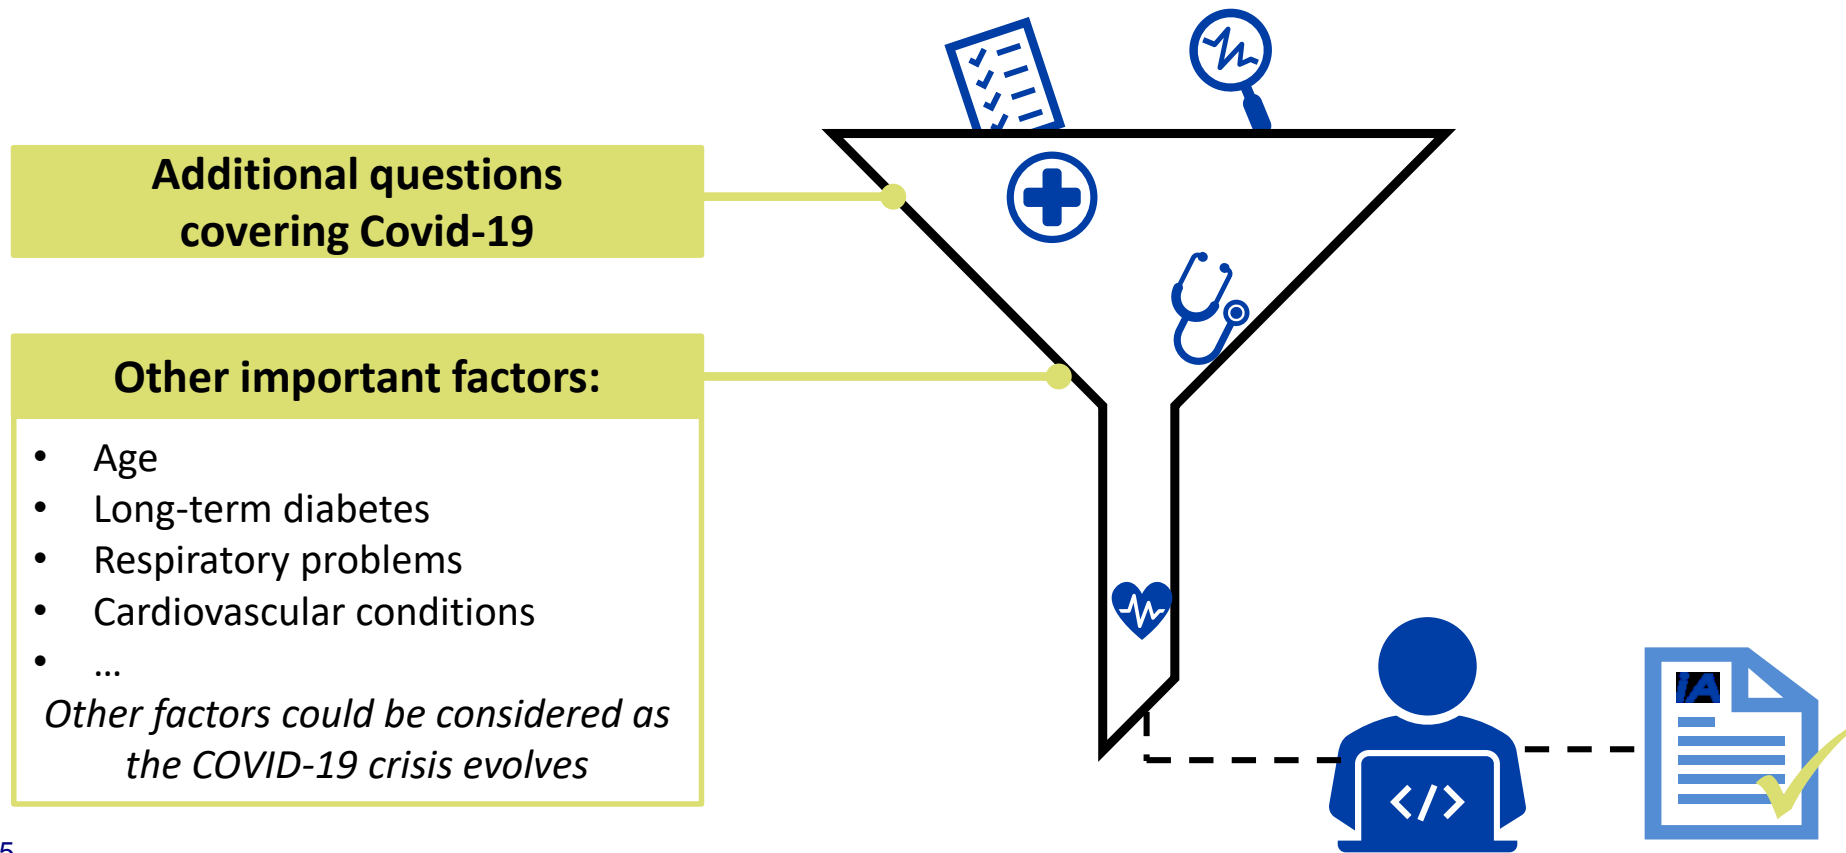 Additional questions
covering Covid-19
Other important factors:
• Age
• Long-term diabetes
• Respiratory problems
• Cardiovascular conditions
• ...
Other factors could be considered as
the COVID-19 crisis evolves
</>
iA
5